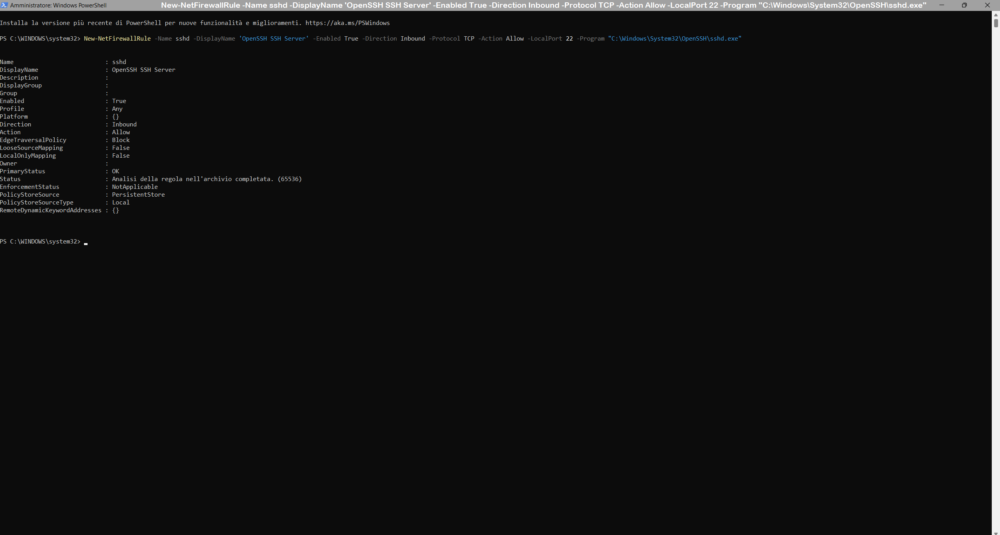 Amministratore: Windows PowerShell
New-NetFirewallRule -Name sshd -DisplayName 'OpenSSH SSH Server' -Enabled True -Direction Inbound -Protocol TCP -Action Allow -LocalPort 22 -Program "C:\Windows\System32\OpenSSH\sshd.exe"
Installa la versione più recente di PowerShell per nuove funzionalità e miglioramenti. https://aka.ms/PSWindows
PS C:\WINDOWS\system32> New-NetFirewallRule -Name sshd -DisplayName 'OpenSSH SSH Server' -Enabled True -Direction Inbound -Protocol TCP -Action Allow -LocalPort 22 -Program "C:\Windows\System32\OpenSSH\sshd.exe"
Name : sshd
DisplayName : OpenSSH SSH Server
Description :
DisplayGroup :
Group :
Enabled : True
Profile : Any
Platform : {}
Direction : Inbound
Action : Allow
EdgeTraversalPolicy : Block
LooseSourceMapping : False
LocalOnlyMapping : False
Owner :
PrimaryStatus : OK
Status : Analisi della regola nell'archivio completata. (65536)
EnforcementStatus : NotApplicable
PolicyStoreSource : PersistentStore
PolicyStoreSourceType : Local
RemoteDynamicKeywordAddresses : {}
PS C:\WINDOWS\system32>